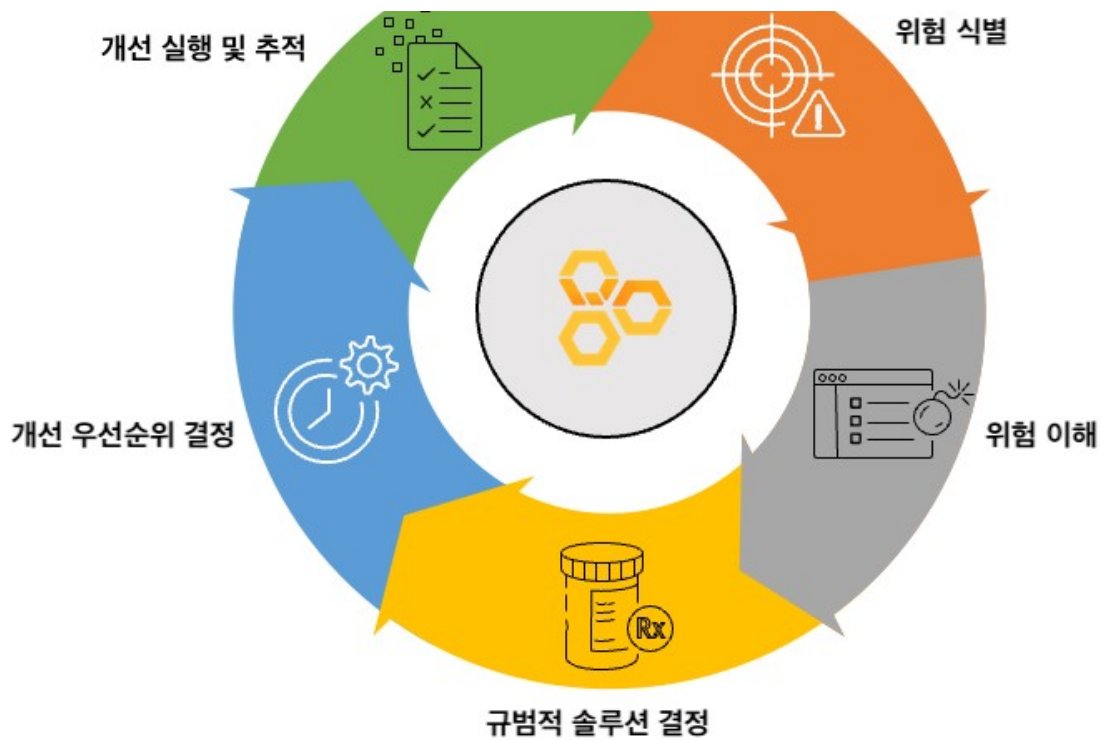 개선 실행 및 추적
위험 식별
개선 우선순위 결정
위험 이해
Rx
규범적 솔루션 결정